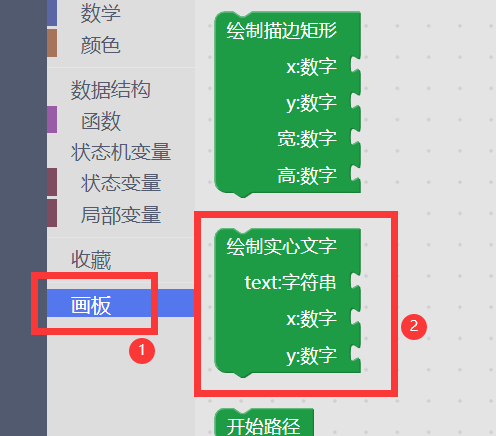 数学
颜色
数据结构
函数
状态机变量
状态变量
局部变量
收藏
画板
1
绘制描边矩形
x:数字
y:数字
宽:数字
高:数字
绘制实心文字
text:字符串
x:数字
y:数字
2
开始路径